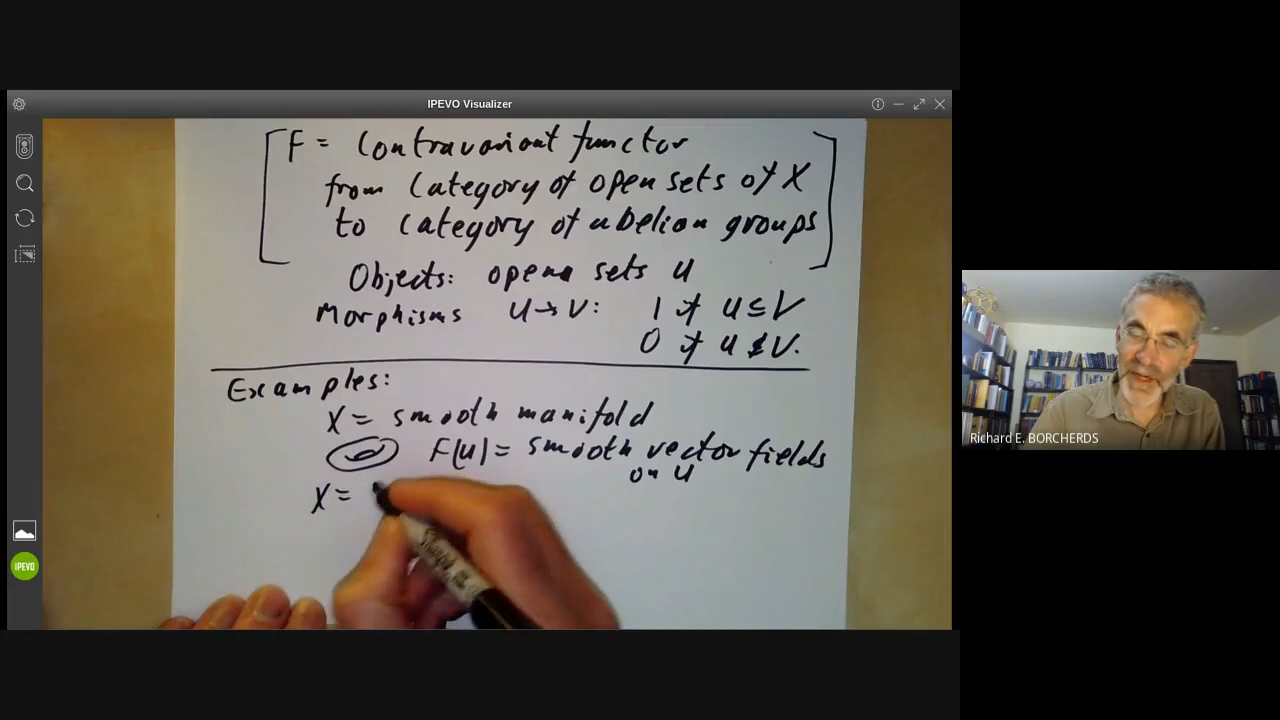 IPEVO Visualizer
F = Contravariant functor
from Category of open sets of X
to category of abelian groups
Objects: open sets U
Morphisms U → V: 1 if U ⊆ V
0 if U ⊈ V.
Examples:
X = smooth manifold
F(U) = smooth vector fields
on U
X =
IPEVO
Richard E. BORCHERDS